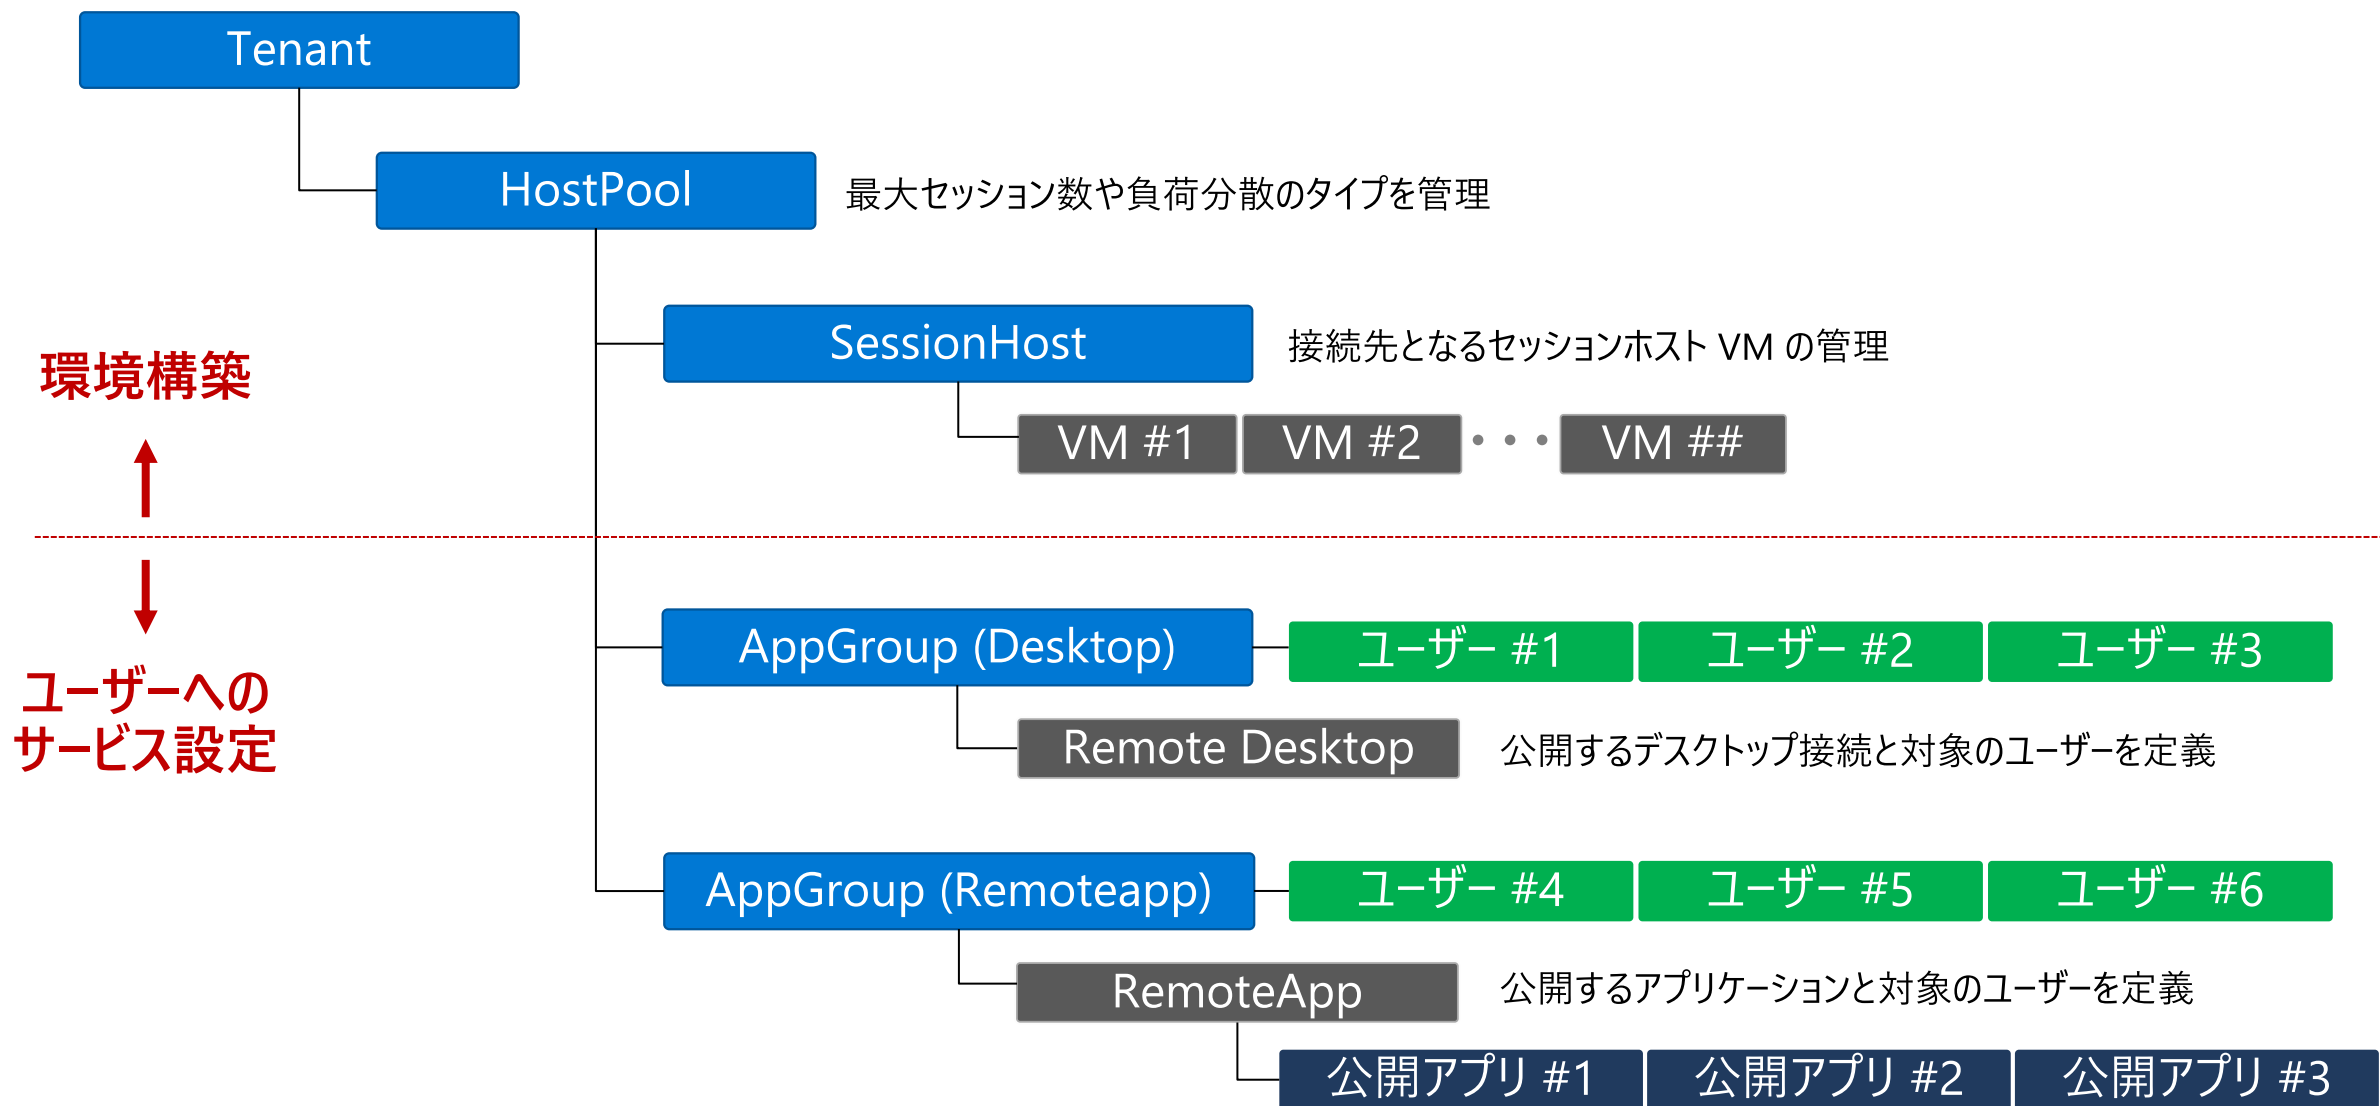 Tenant
HostPool
最大セッション数や負荷分散のタイプを管理
SessionHost
接続先となるセッションホスト VM の管理
環境構築
VM #1
VM #2
・・・
VM ##
AppGroup (Desktop)
ユーザー #1
ユーザー #2
ユーザー #3
ユーザーへの
サービス設定
Remote Desktop
公開するデスクトップ接続と対象のユーザーを定義
AppGroup (Remoteapp)
ユーザー #4
ユーザー #5
ユーザー #6
RemoteApp
公開するアプリケーションと対象のユーザーを定義
公開アプリ #1
公開アプリ #2
公開アプリ #3